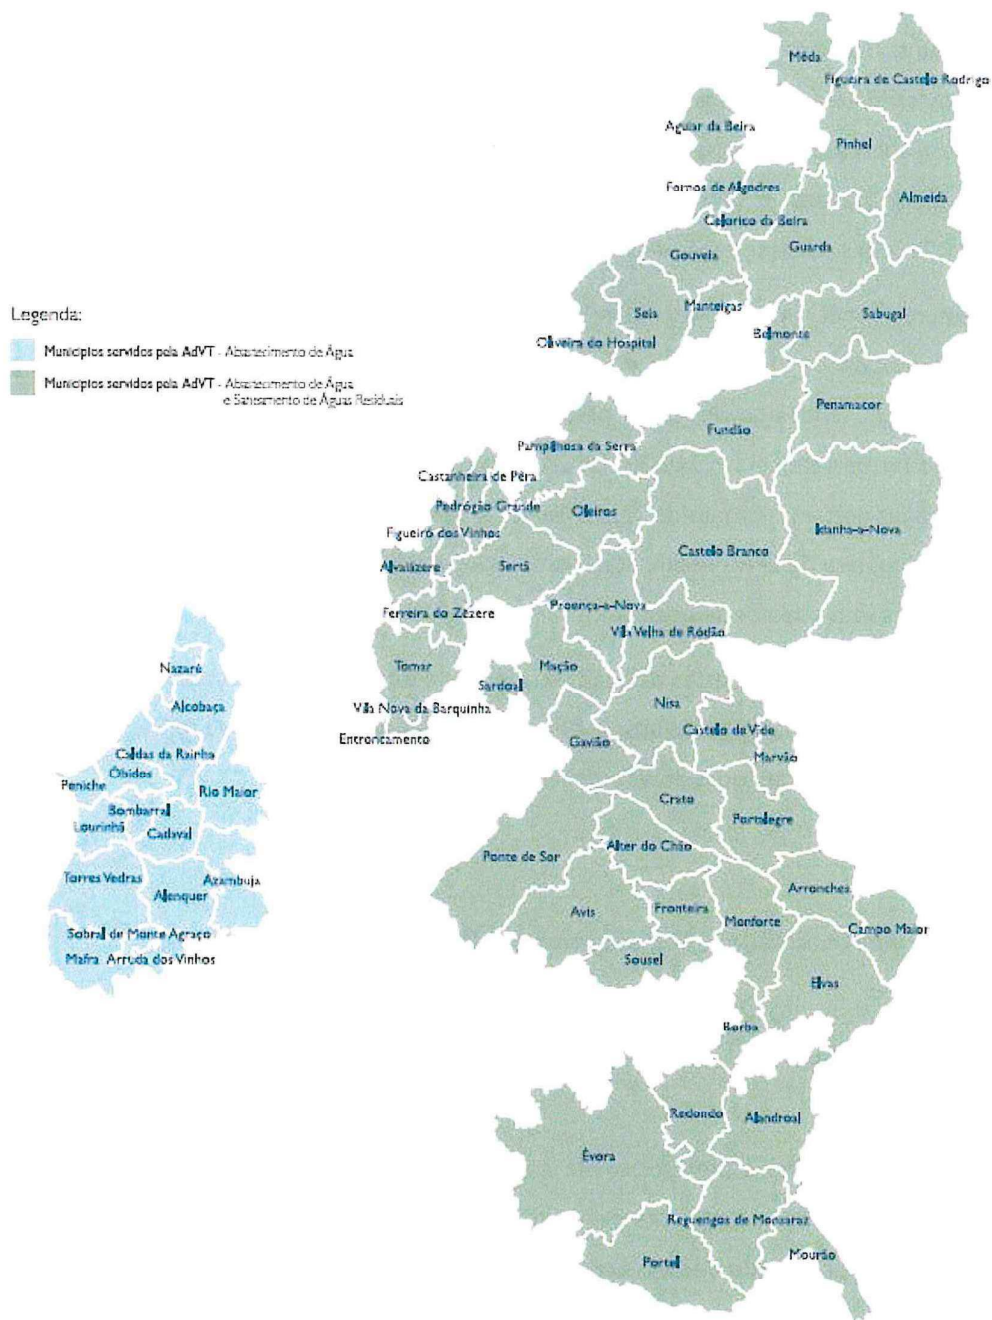 Mêda
Figueira de Castelo Rodrigo
Aguiar da Beira
Pinhel
Fornos de Algodres
Almeida
Celorico da Beira
Guarda
Gouveia
Legenda:
Manteigas
Seia
Sabugal
Belmonte
Oliveira do Hospital
Municípios servidos pela AdVT - Abastecimento de Água
Municípios servidos pela AdVT - Abastecimento de Água
e Saneamento de Águas Residuais
Penamacor
Fundão
Pampilhosa da Serra
Castanheira de Pêra
Pedrógão Grande
Oleiros
Figueiró dos Vinhos
Idanha-a-Nova
Castelo Branco
Alvaiázere
Sertã
Proença-a-Nova
Ferreira do Zêzere
Vila Velha de Ródão
Tomar
Mação
Nazaré
Sardoal
Vila Nova da Barquinha
Nisa
Alcobaça
Castelo de Vide
Entroncamento
Gavião
Caldas da Rainha
Marvão
Óbidos
Peniche
Rio Maior
Crato
Bombarral
Portalegre
Lourinhã
Cadaval
Alter do Chão
Ponte de Sor
Torres Vedras
Azambuja
Arronches
Alenquer
Avis
Fronteira
Monforte
Campo Maior
Sobral de Monte Agraço
Mafra
Arruda dos Vinhos
Sousel
Elvas
Borba
Redondo
Alandroal
Évora
Reguengos de Monsaraz
Mourão
Portel